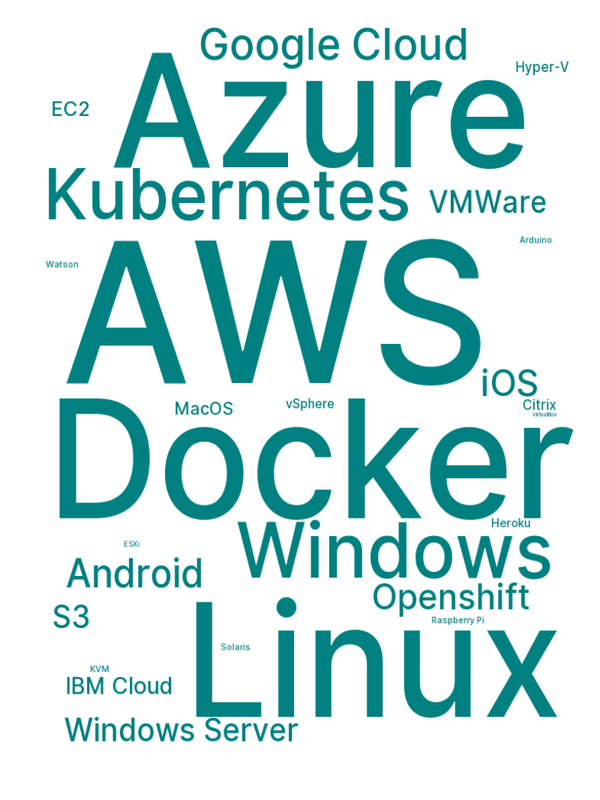 Google Cloud
Hyper-V
Azure
EC2
Kubernetes
VMWare
Arduino
Watson
AWS
iOS
MacOS
vSphere
Citrix
VirtualBox
Docker
Heroku
Windows
ESXi
Android
Openshift
S3
Raspberry Pi
Linux
Solaris
KVM
IBM Cloud
Windows Server